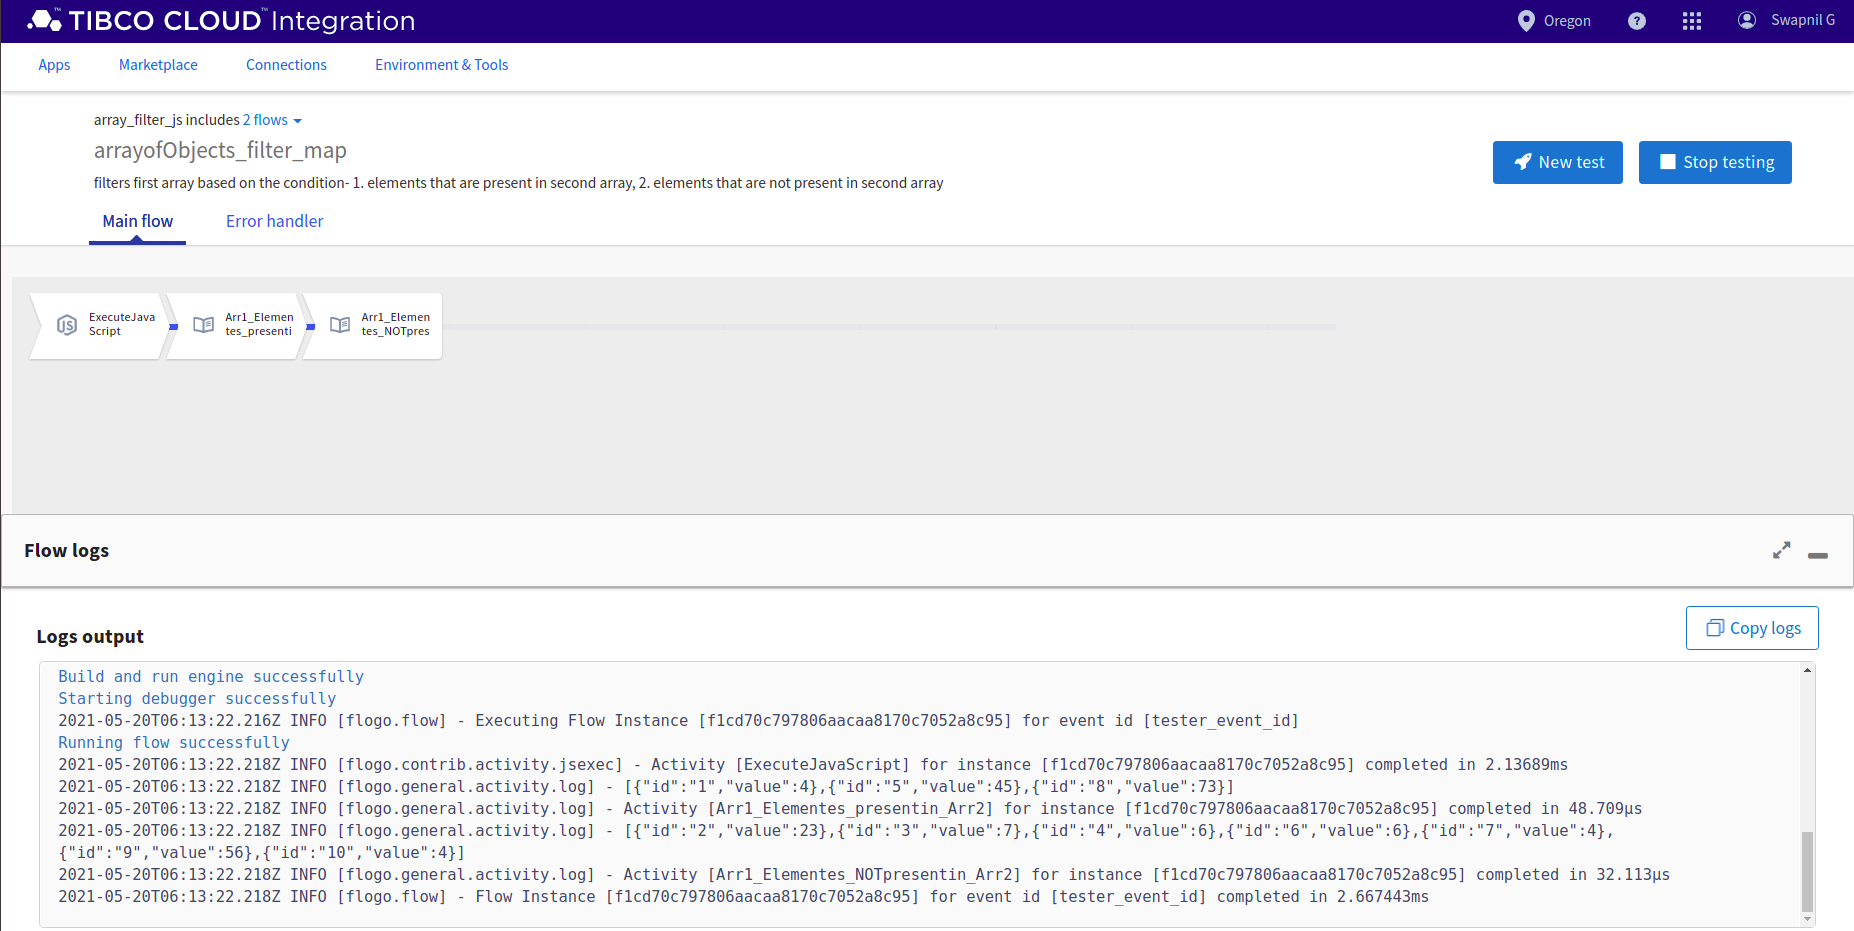 TIBCO CLOUD™ Integration
Oregon
?
Swapnil G
Apps
Marketplace
Connections
Environment & Tools
array_filter_js includes 2 flows
arrayofObjects_filter_map
filters first array based on the condition- 1. elements that are present in second array, 2. elements that are not present in second array
New test
Stop testing
Main flow
Error handler
JS
ExecuteJava
Script
Arr1_Elemen
tes_presenti
Arr1_Elemen
tes_NOTpres
Flow logs
Logs output
Copy logs
Build and run engine successfully
Starting debugger successfully
2021-05-20T06:13:22.216Z INFO [flogo.flow] - Executing Flow Instance [f1cd70c797806aacaa8170c7052a8c95] for event id [tester_event_id]
Running flow successfully
2021-05-20T06:13:22.218Z INFO [flogo.contrib.activity.jsexec] - Activity [ExecuteJavaScript] for instance [f1cd70c797806aacaa8170c7052a8c95] completed in 2.13689ms
2021-05-20T06:13:22.218Z INFO [flogo.general.activity.log] - [{"id":"1","value":4},{"id":"5","value":45},{"id":"8","value":73}]
2021-05-20T06:13:22.218Z INFO [flogo.general.activity.log] - Activity [Arr1_Elementes_presentin_Arr2] for instance [f1cd70c797806aacaa8170c7052a8c95] completed in 48.709µs
2021-05-20T06:13:22.218Z INFO [flogo.general.activity.log] - [{"id":"2","value":23},{"id":"3","value":7},{"id":"4","value":6},{"id":"6","value":6},{"id":"7","value":4},
{"id":"9","value":56},{"id":"10","value":4}]
2021-05-20T06:13:22.218Z INFO [flogo.general.activity.log] - Activity [Arr1_Elementes_NOTpresentin_Arr2] for instance [f1cd70c797806aacaa8170c7052a8c95] completed in 32.113µs
2021-05-20T06:13:22.218Z INFO [flogo.flow] - Flow Instance [f1cd70c797806aacaa8170c7052a8c95] for event id [tester_event_id] completed in 2.667443ms